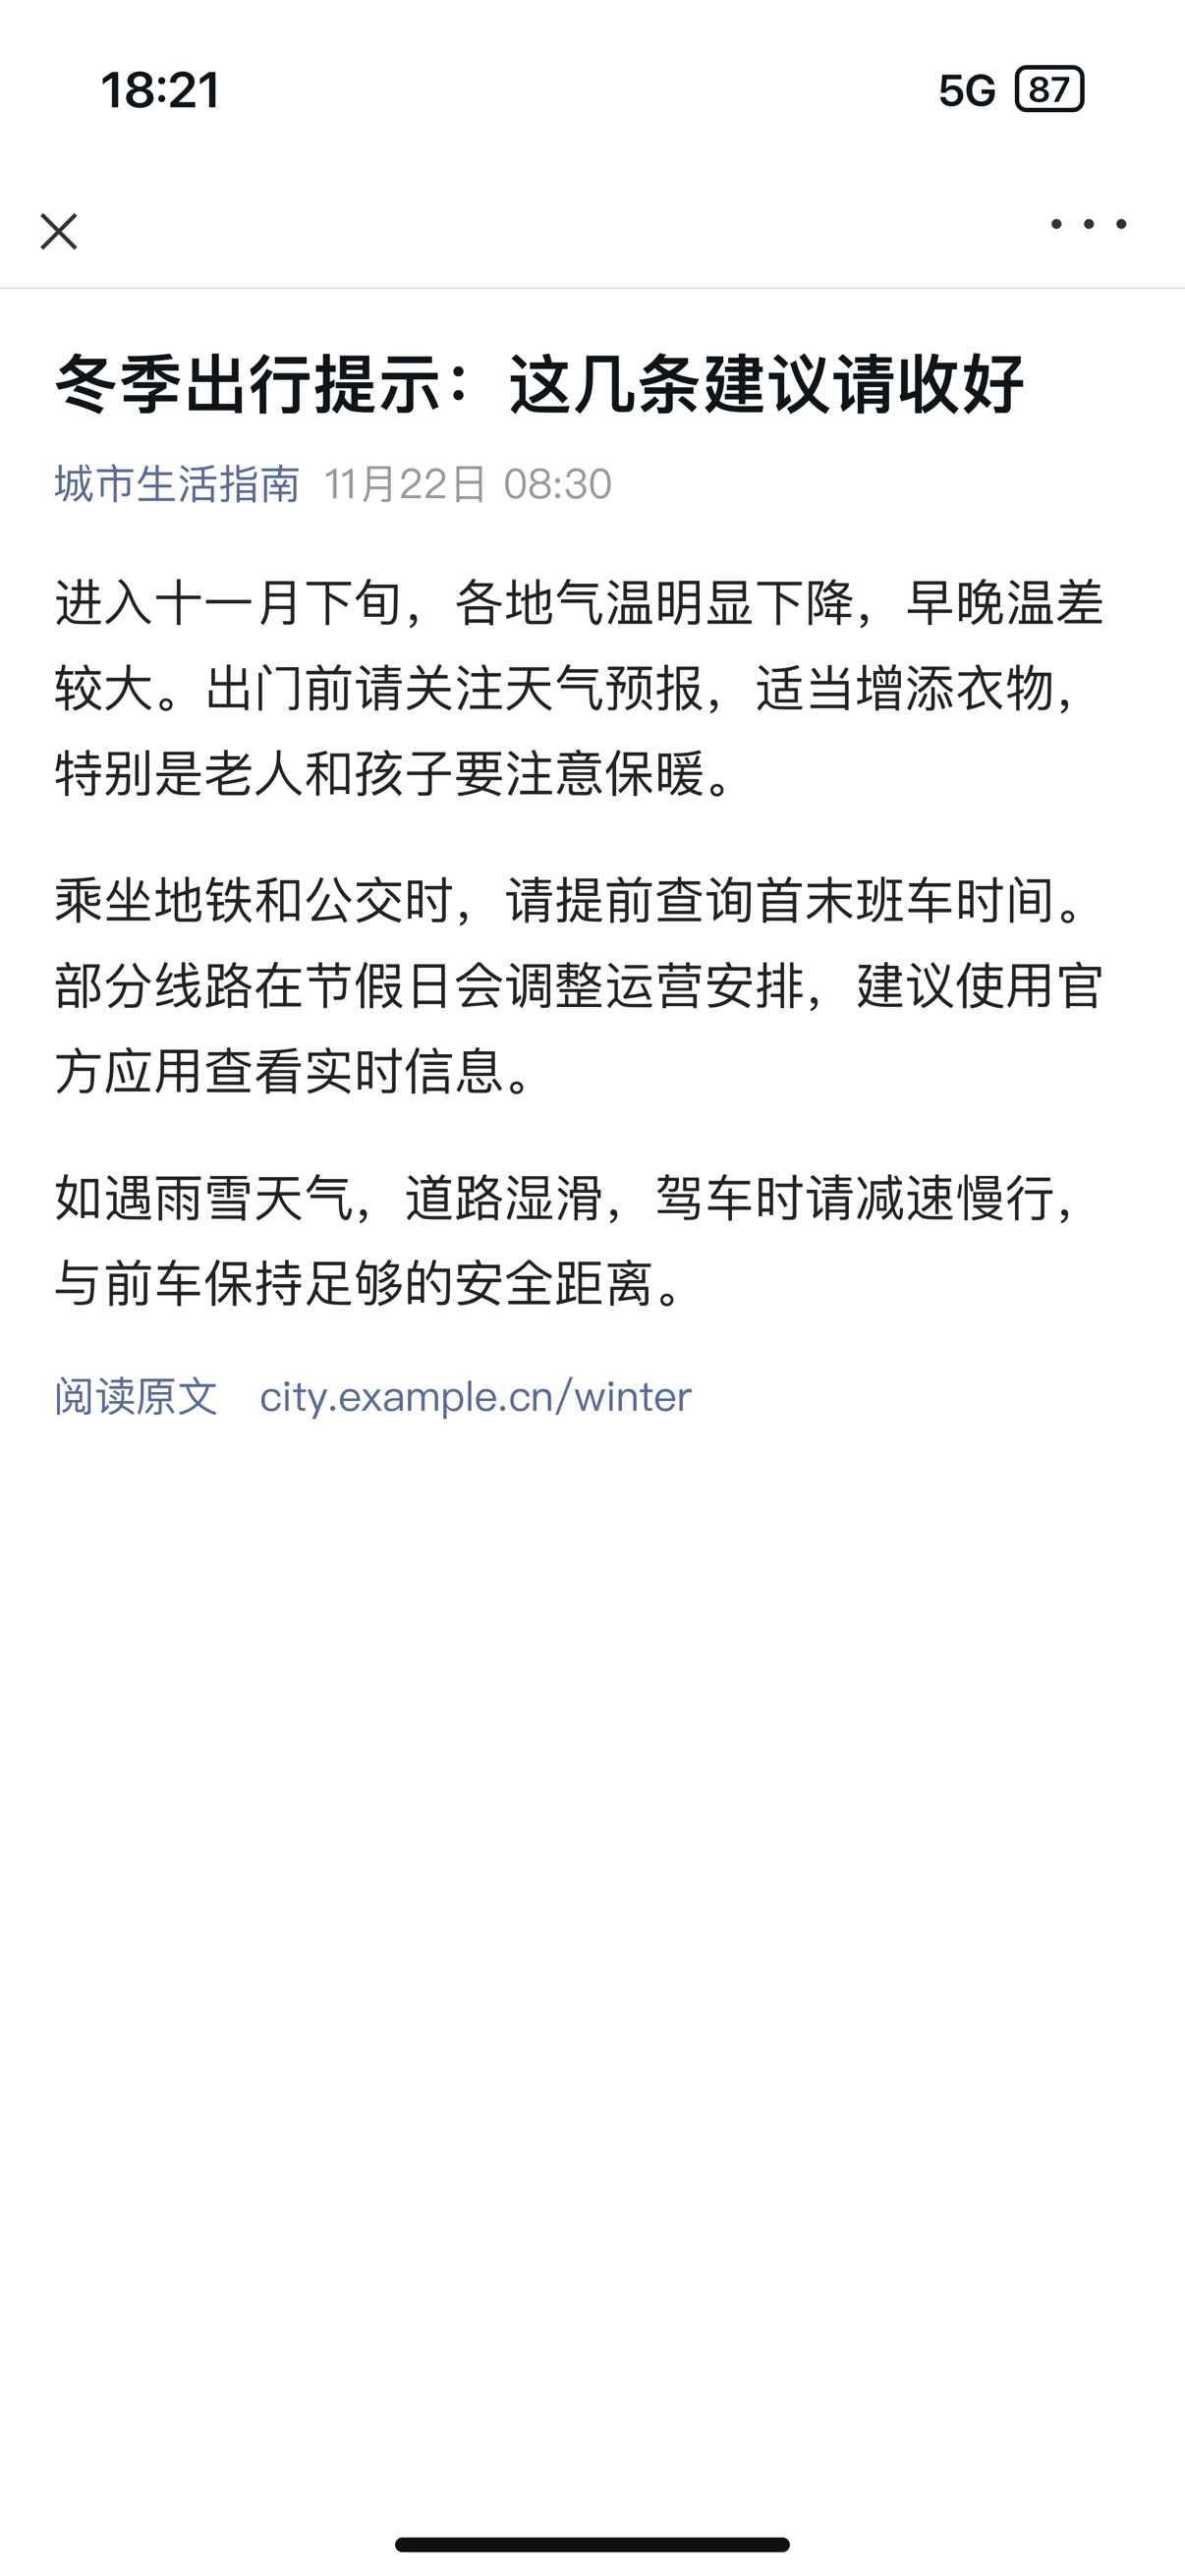 18:21 5G 87
冬季出行提示：这几条建议请收好
城市生活指南 11月22日 08:30
进入十一月下旬，各地气温明显下降，早晚温差
较大。出门前请关注天气预报，适当增添衣物，
特别是老人和孩子要注意保暖。
乘坐地铁和公交时，请提前查询首末班车时间。
部分线路在节假日会调整运营安排，建议使用官
方应用查看实时信息。
如遇雨雪天气，道路湿滑，驾车时请减速慢行，
与前车保持足够的安全距离。
阅读原文 city.example.cn/winter